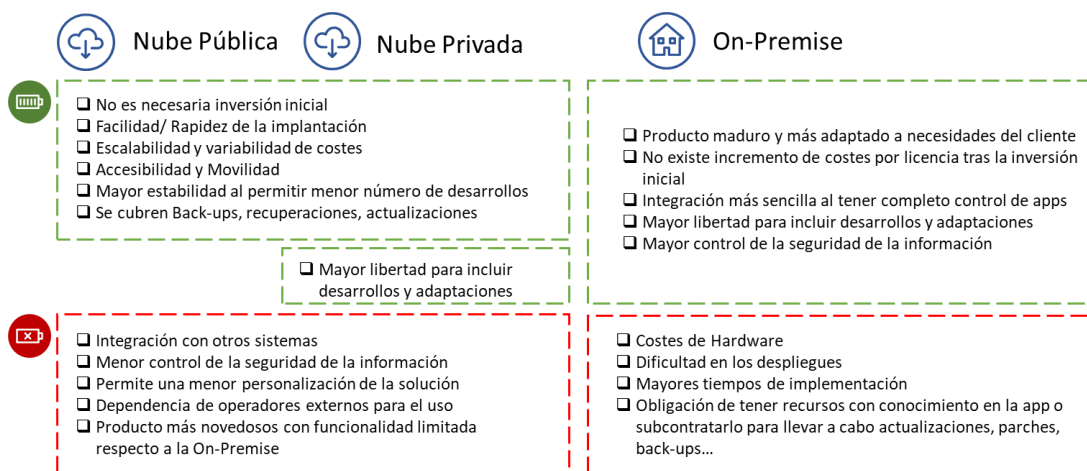 Nube Pública
Nube Privada
On-Premise
❑ No es necesaria inversión inicial
❑ Facilidad/ Rapidez de la implantación
❑ Escalabilidad y variabilidad de costes
❑ Accesibilidad y Movilidad
❑ Mayor estabilidad al permitir menor número de desarrollos
❑ Se cubren Back-ups, recuperaciones, actualizaciones
❑ Mayor libertad para incluir
desarrollos y adaptaciones
❑ Producto maduro y más adaptado a necesidades del cliente
❑ No existe incremento de costes por licencia tras la inversión
inicial
❑ Integración más sencilla al tener completo control de apps
❑ Mayor libertad para incluir desarrollos y adaptaciones
❑ Mayor control de la seguridad de la información
❑ Integración con otros sistemas
❑ Menor control de la seguridad de la información
❑ Permite una menor personalización de la solución
❑ Dependencia de operadores externos para el uso
❑ Producto más novedosos con funcionalidad limitada
respecto a la On-Premise
❑ Costes de Hardware
❑ Dificultad en los despliegues
❑ Mayores tiempos de implementación
❑ Obligación de tener recursos con conocimiento en la app o
subcontratarlo para llevar a cabo actualizaciones, parches,
back-ups…